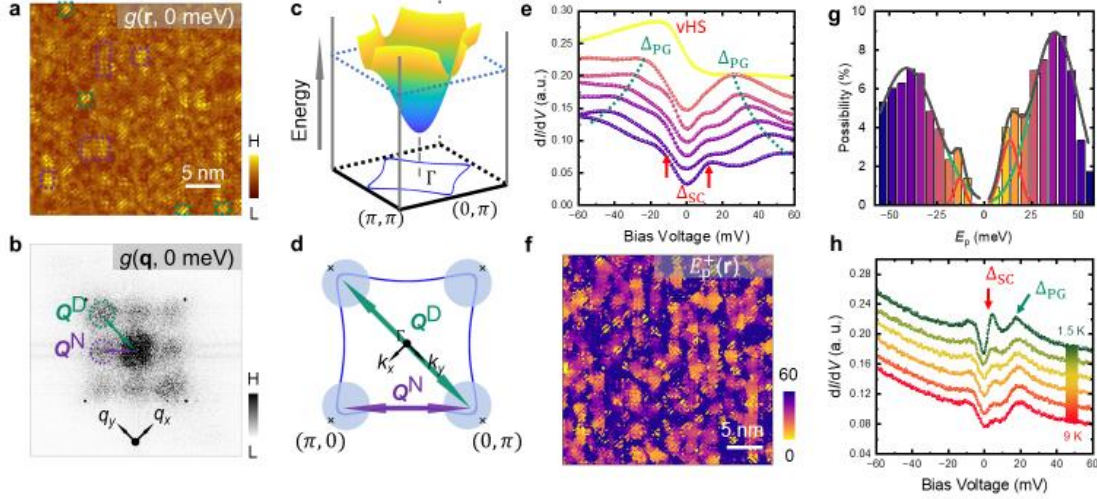 a
g(r, 0 meV)
5 nm
H
L
b
g(q, 0 meV)
Q^D
Q^N
q_y
q_x
H
L
c
Energy
Γ
(π,π)
(0,π)
d
Q^D
Γ
k_x
k_y
Q^N
(π,0)
(0,π)
e
vHS
Δ_PG
Δ_PG
Δ_SC
dI/dV (a.u.)
0.30
0.25
0.20
0.15
0.10
0.05
0.00
-60 -40 -20 0 20 40 60
Bias Voltage (mV)
f
E_p^+(r)
5 nm
60
0
g
Possibility (%)
10
8
6
4
2
0
-50 -25 0 25 50
E_p (meV)
h
Δ_SC
Δ_PG
1.5 K
9 K
dI/dV (a. u.)
0.28
0.24
0.20
0.16
0.12
0.08
0.04
-60 -40 -20 0 20 40 60
Bias Voltage (mV)